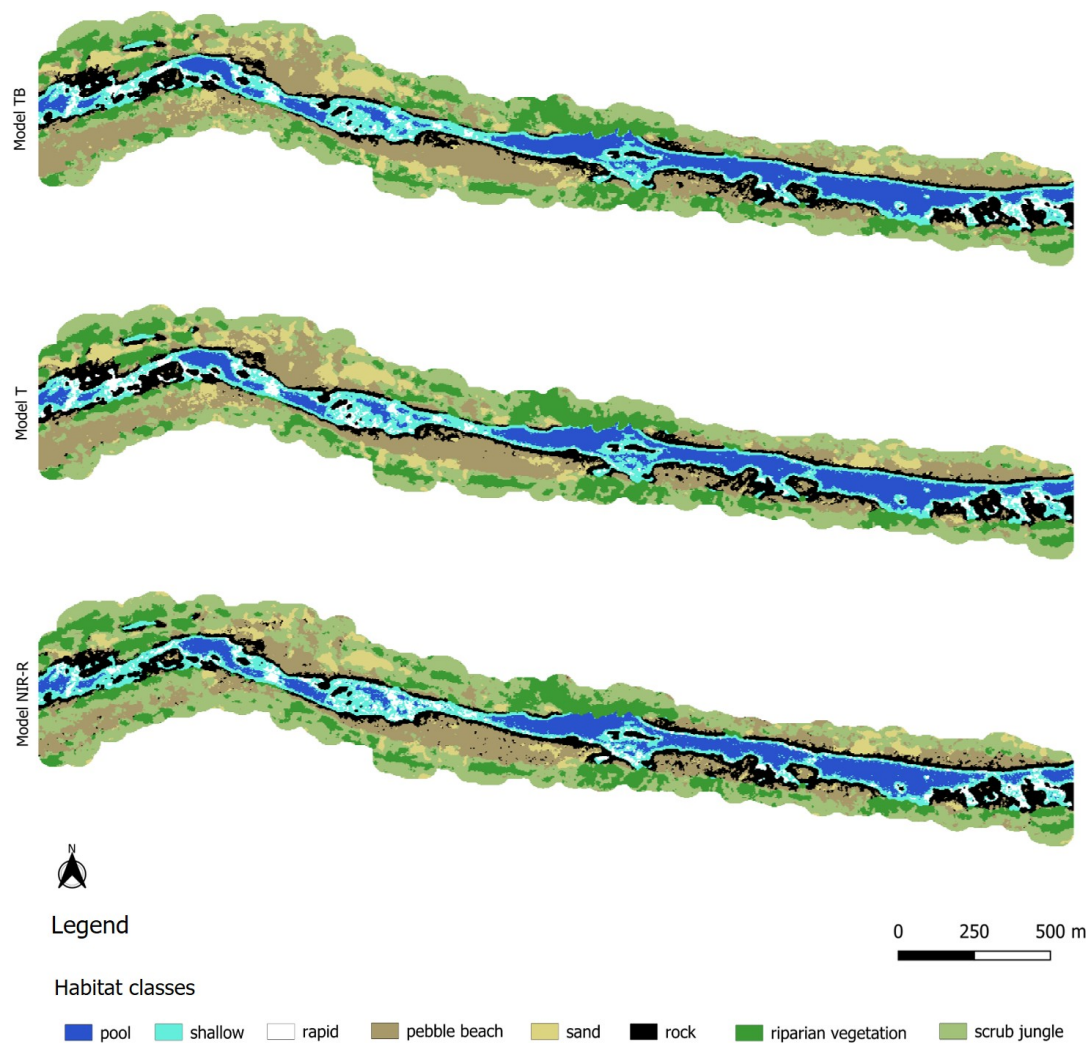 Model TB
Model T
Model NIR-R
N
Legend
0 250 500 m
Habitat classes
pool shallow rapid pebble beach sand rock riparian vegetation scrub jungle